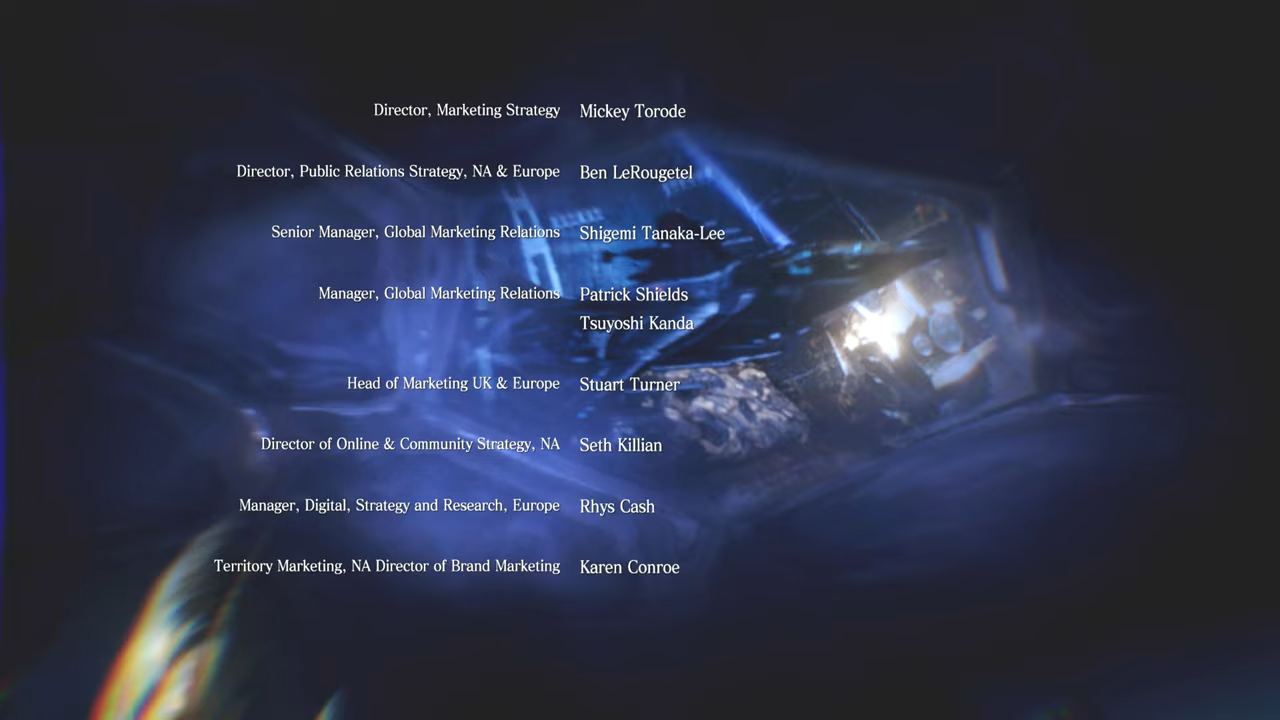 Director, Marketing Strategy Mickey Torode
Director, Public Relations Strategy, NA & Europe Ben LeRougetel
Senior Manager, Global Marketing Relations Shigemi Tanaka-Lee
Manager, Global Marketing Relations Patrick Shields
Tsuyoshi Kanda
Head of Marketing UK & Europe Stuart Turner
Director of Online & Community Strategy, NA Seth Killian
Manager, Digital, Strategy and Research, Europe Rhys Cash
Territory Marketing, NA Director of Brand Marketing Karen Conroe